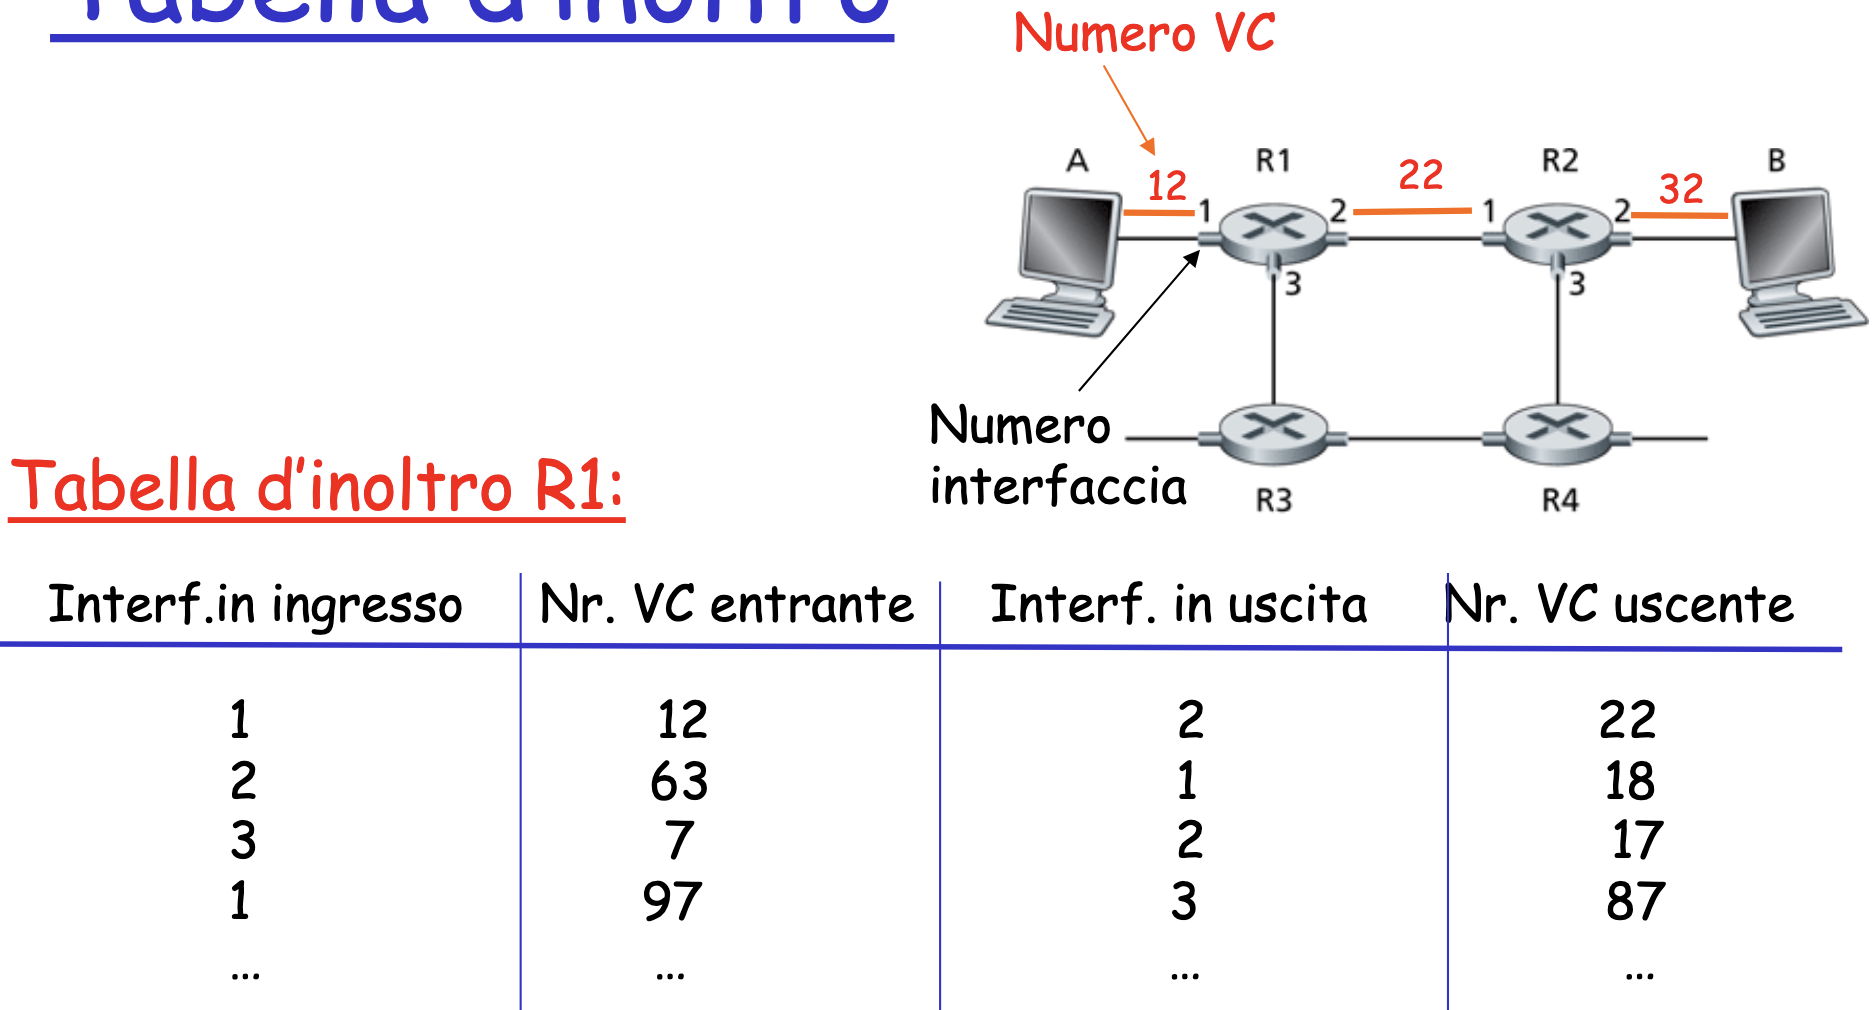 Tabella d'inoltro
Numero VC
A
R1
R2
B
12
22
32
1
2
1
2
3
3
Numero
interfaccia
R3
R4
Tabella d'inoltro R1:
Interf.in ingresso Nr. VC entrante Interf. in uscita Nr. VC uscente
1 12 2 22
2 63 1 18
3 7 2 17
1 97 3 87
... ... ... ...